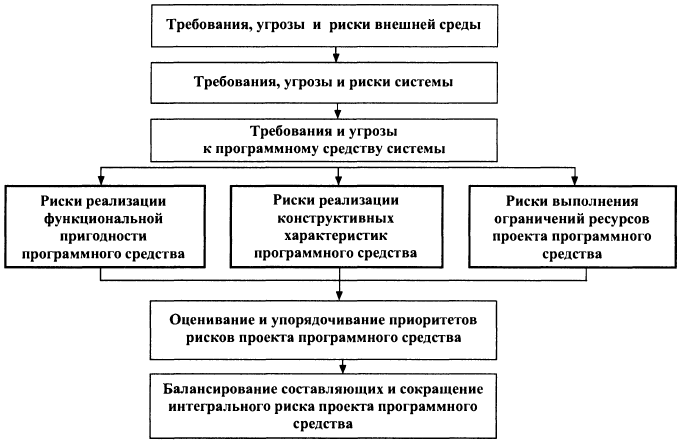 Требования, угрозы и риски внешней среды
Требования, угрозы и риски системы
Требования и угрозы
к программному средству системы
Риски реализации
функциональной
пригодности
программного средства
Риски реализации
конструктивных
характеристик
программного средства
Риски выполнения
ограничений ресурсов
проекта программного
средства
Оценивание и упорядочивание приоритетов
рисков проекта программного средства
Балансирование составляющих и сокращение
интегрального риска проекта программного
средства